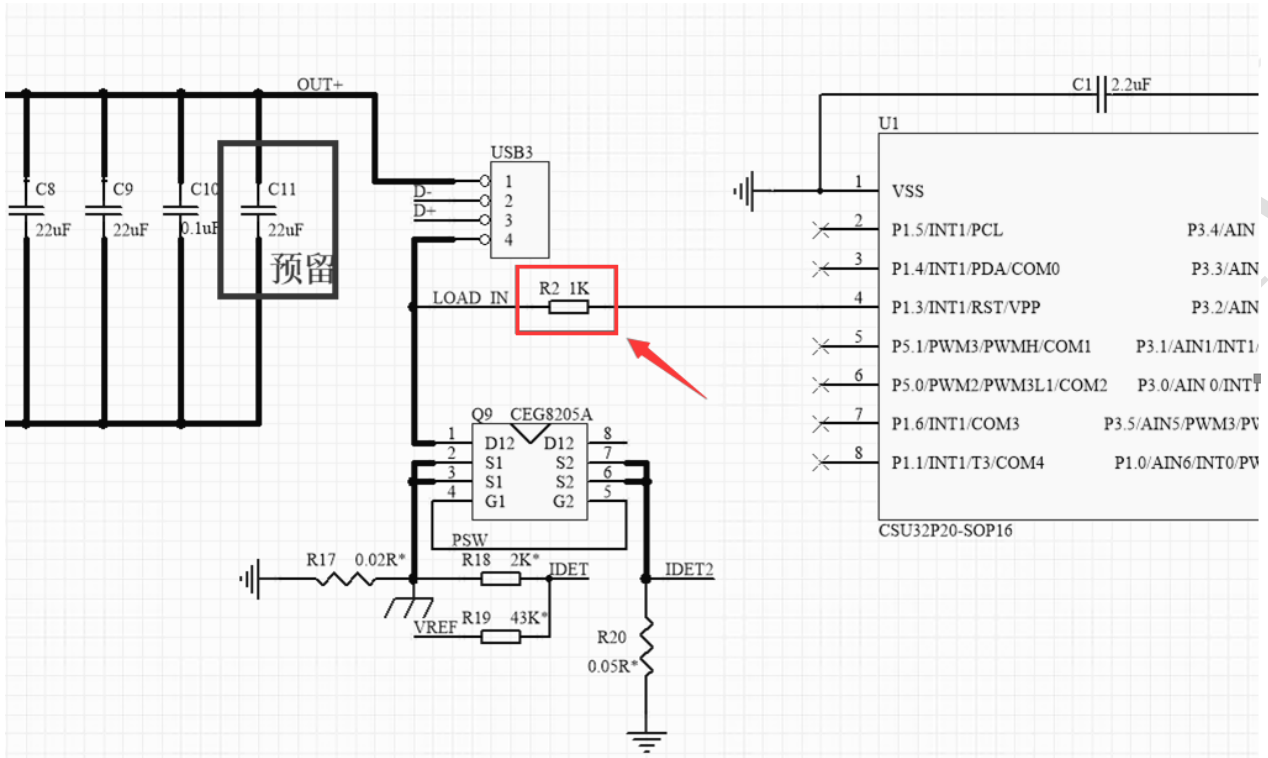 OUT+
C1 2.2uF
U1
USB3
C8
22uF
C9
22uF
C10
0.1uF
C11
22uF
预留
D-
D+
1
2
3
4
LOAD IN
R2 1K
1 VSS
2 P1.5/INT1/PCL P3.4/AIN
3 P1.4/INT1/PDA/COM0 P3.3/AIN
4 P1.3/INT1/RST/VPP P3.2/AIN
5 P5.1/PWM3/PWMH/COM1 P3.1/AIN1/INT1/
6 P5.0/PWM2/PWM3L1/COM2 P3.0/AIN 0/INT1
7 P1.6/INT1/COM3 P3.5/AIN5/PWM3/PW
8 P1.1/INT1/T3/COM4 P1.0/AIN6/INT0/PW
CSU32P20-SOP16
Q9 CEG8205A
1 D12 D12 8
2 S1 S2 7
3 S1 S2 6
4 G1 G2 5
PSW
R17 0.02R*
R18 2K*
IDET
IDET2
VREF
R19 43K*
R20
0.05R*